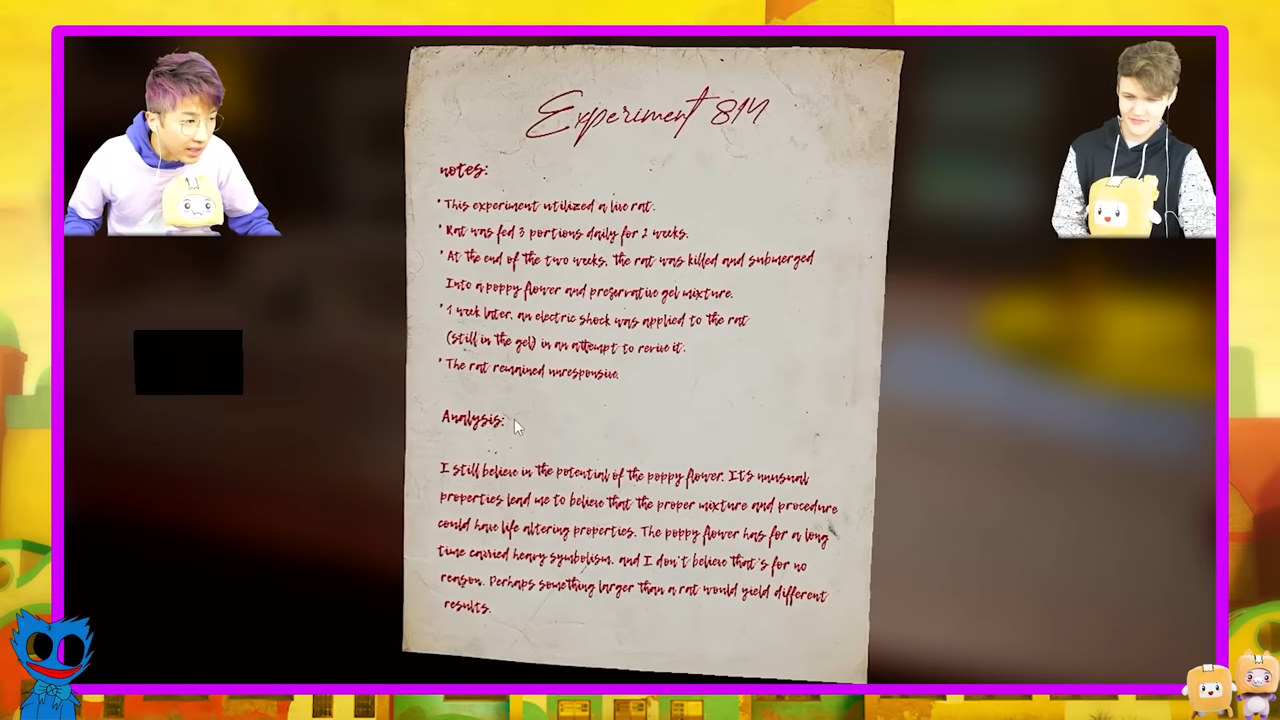 Experiment 814
notes:
* This experiment utilized a live rat.
* Rat was fed 3 portions daily for 2 weeks.
* At the end of the two weeks, the rat was killed and submerged
Into a poppy flower and preservative gel mixture.
* 1 week later, an electric shock was applied to the rat
(still in the gel) in an attempt to revive it.
* The rat remained unresponsive.
Analysis:
I still believe in the potential of the poppy flower. It's unusual
properties lead me to believe that the proper mixture and procedure
could have life altering properties. The poppy flower has for a long
time carried heavy symbolism, and I don't believe that's for no
reason. Perhaps something larger than a rat would yield different
results.